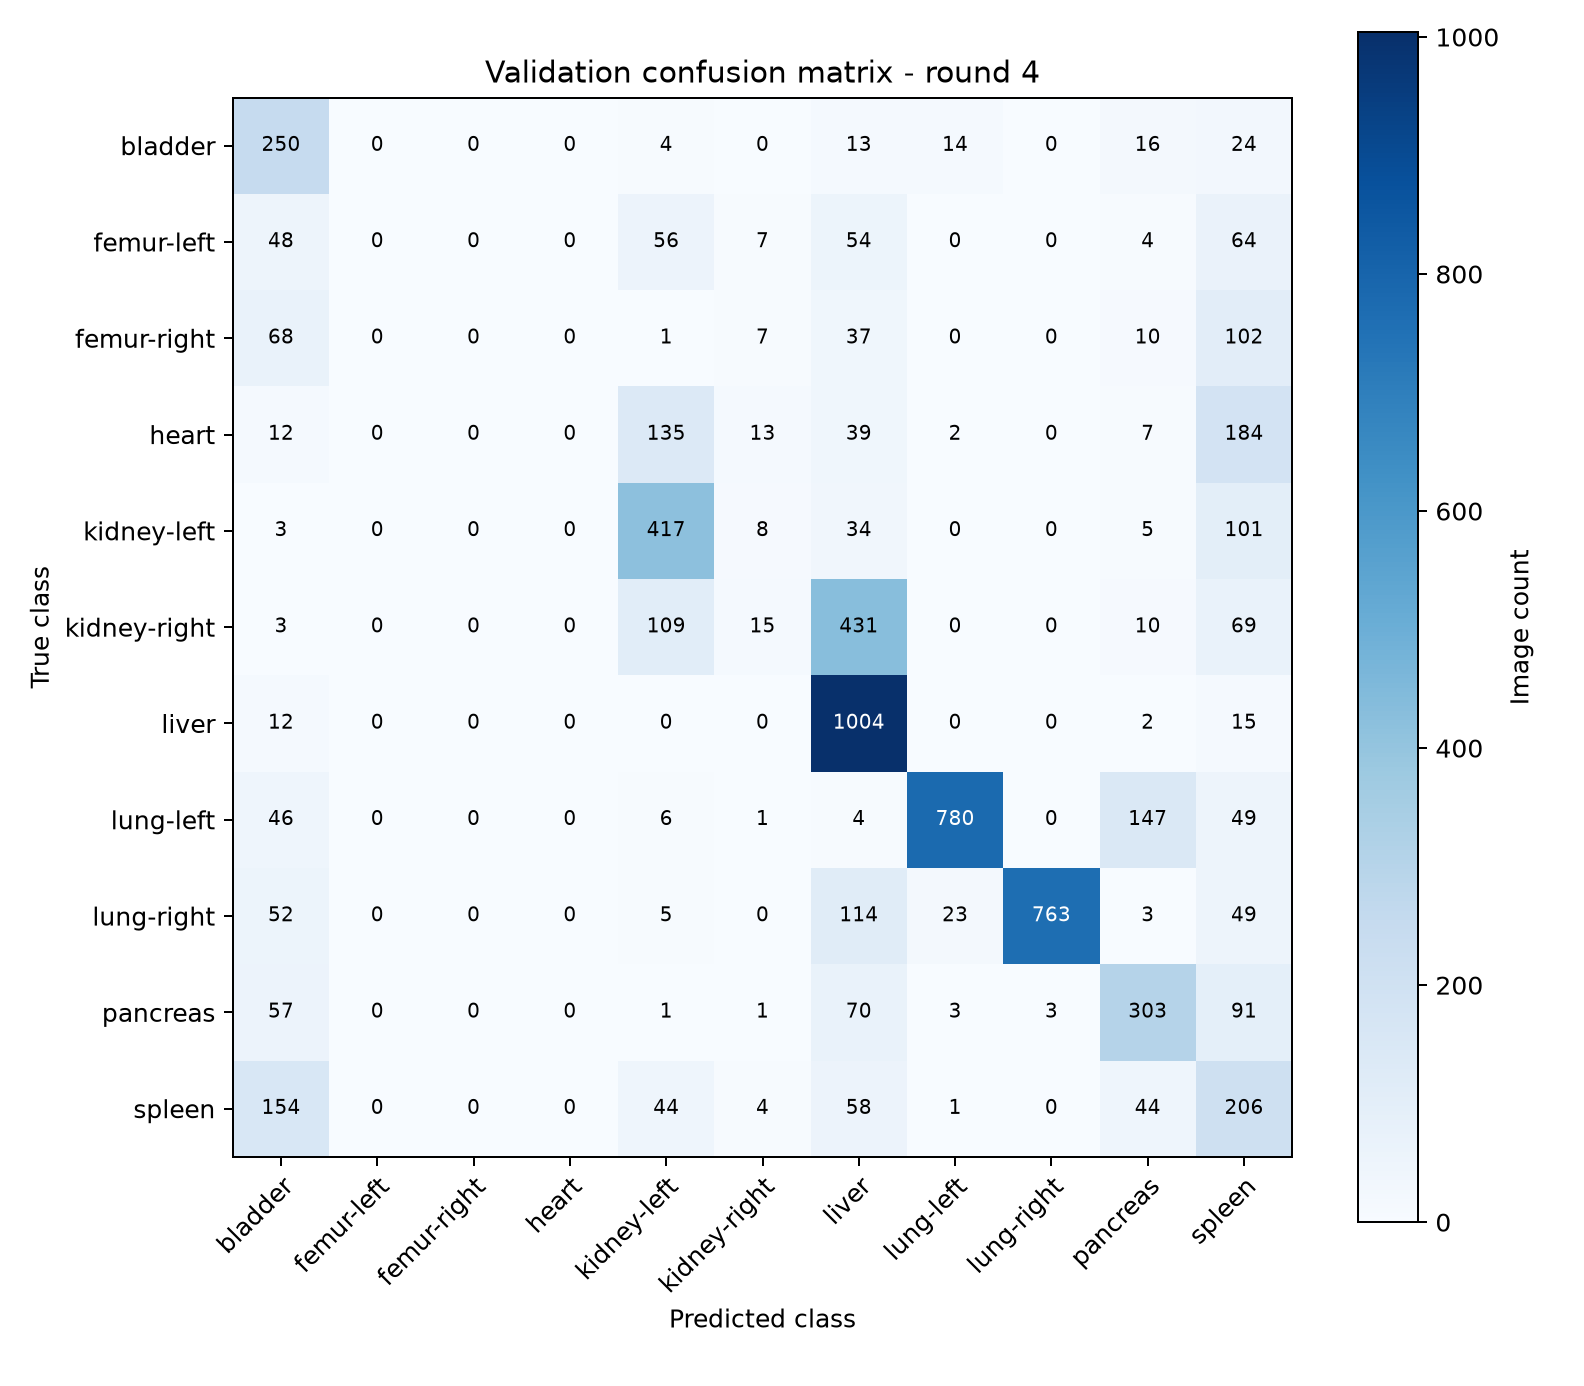 Validation confusion matrix - round 4
bladder 250 0 0 0 4 0 13 14 0 16 24
femur-left 48 0 0 0 56 7 54 0 0 4 64
femur-right 68 0 0 0 1 7 37 0 0 10 102
heart 12 0 0 0 135 13 39 2 0 7 184
kidney-left 3 0 0 0 417 8 34 0 0 5 101
kidney-right 3 0 0 0 109 15 431 0 0 10 69
liver 12 0 0 0 0 0 1004 0 0 2 15
lung-left 46 0 0 0 6 1 4 780 0 147 49
lung-right 52 0 0 0 5 0 114 23 763 3 49
pancreas 57 0 0 0 1 1 70 3 3 303 91
spleen 154 0 0 0 44 4 58 1 0 44 206
True class
bladder femur-left femur-right heart kidney-left kidney-right liver lung-left lung-right pancreas spleen
Predicted class
1000
800
600
400
200
0
Image count